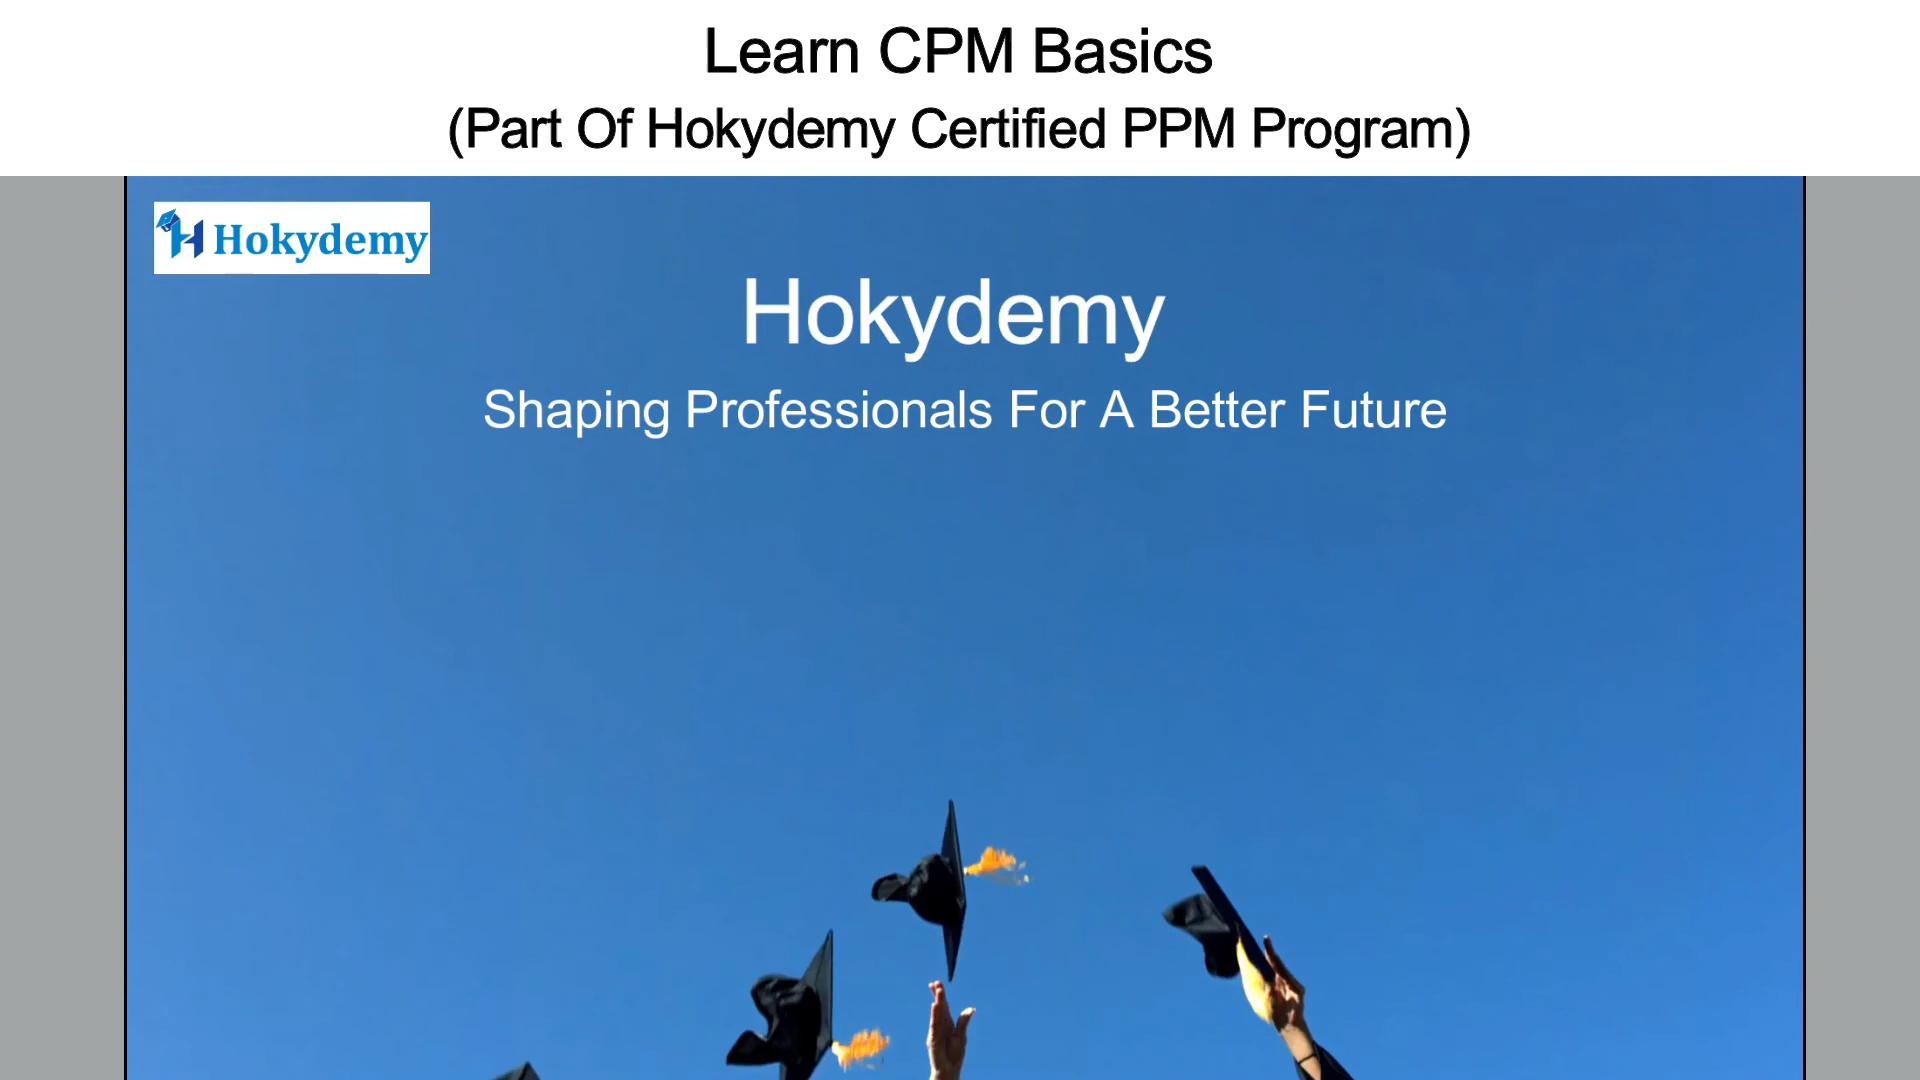 Learn CPM Basics
(Part Of Hokydemy Certified PPM Program)
Hokydemy
Hokydemy
Shaping Professionals For A Better Future